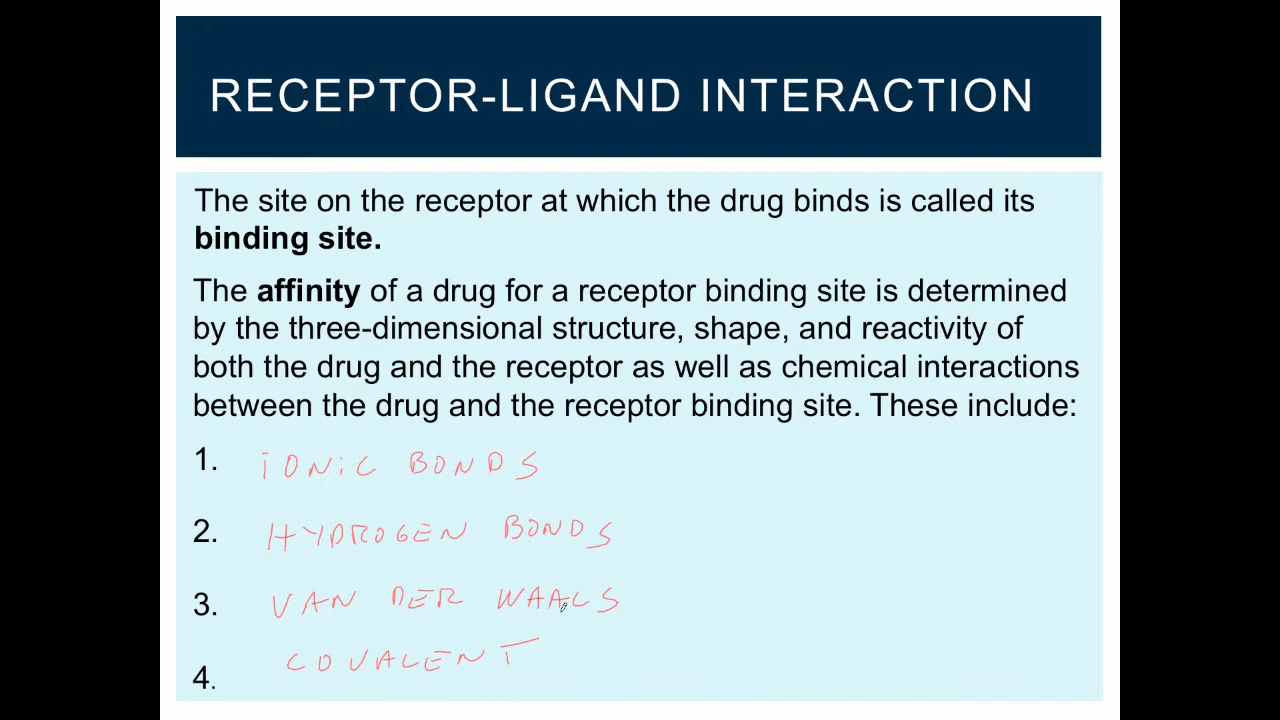 RECEPTOR-LIGAND INTERACTION
The site on the receptor at which the drug binds is called its
binding site.
The affinity of a drug for a receptor binding site is determined
by the three-dimensional structure, shape, and reactivity of
both the drug and the receptor as well as chemical interactions
between the drug and the receptor binding site. These include:
1. IONIC BONDS
2. HYDROGEN BONDS
3. VAN DER WAALS
4. COVALENT